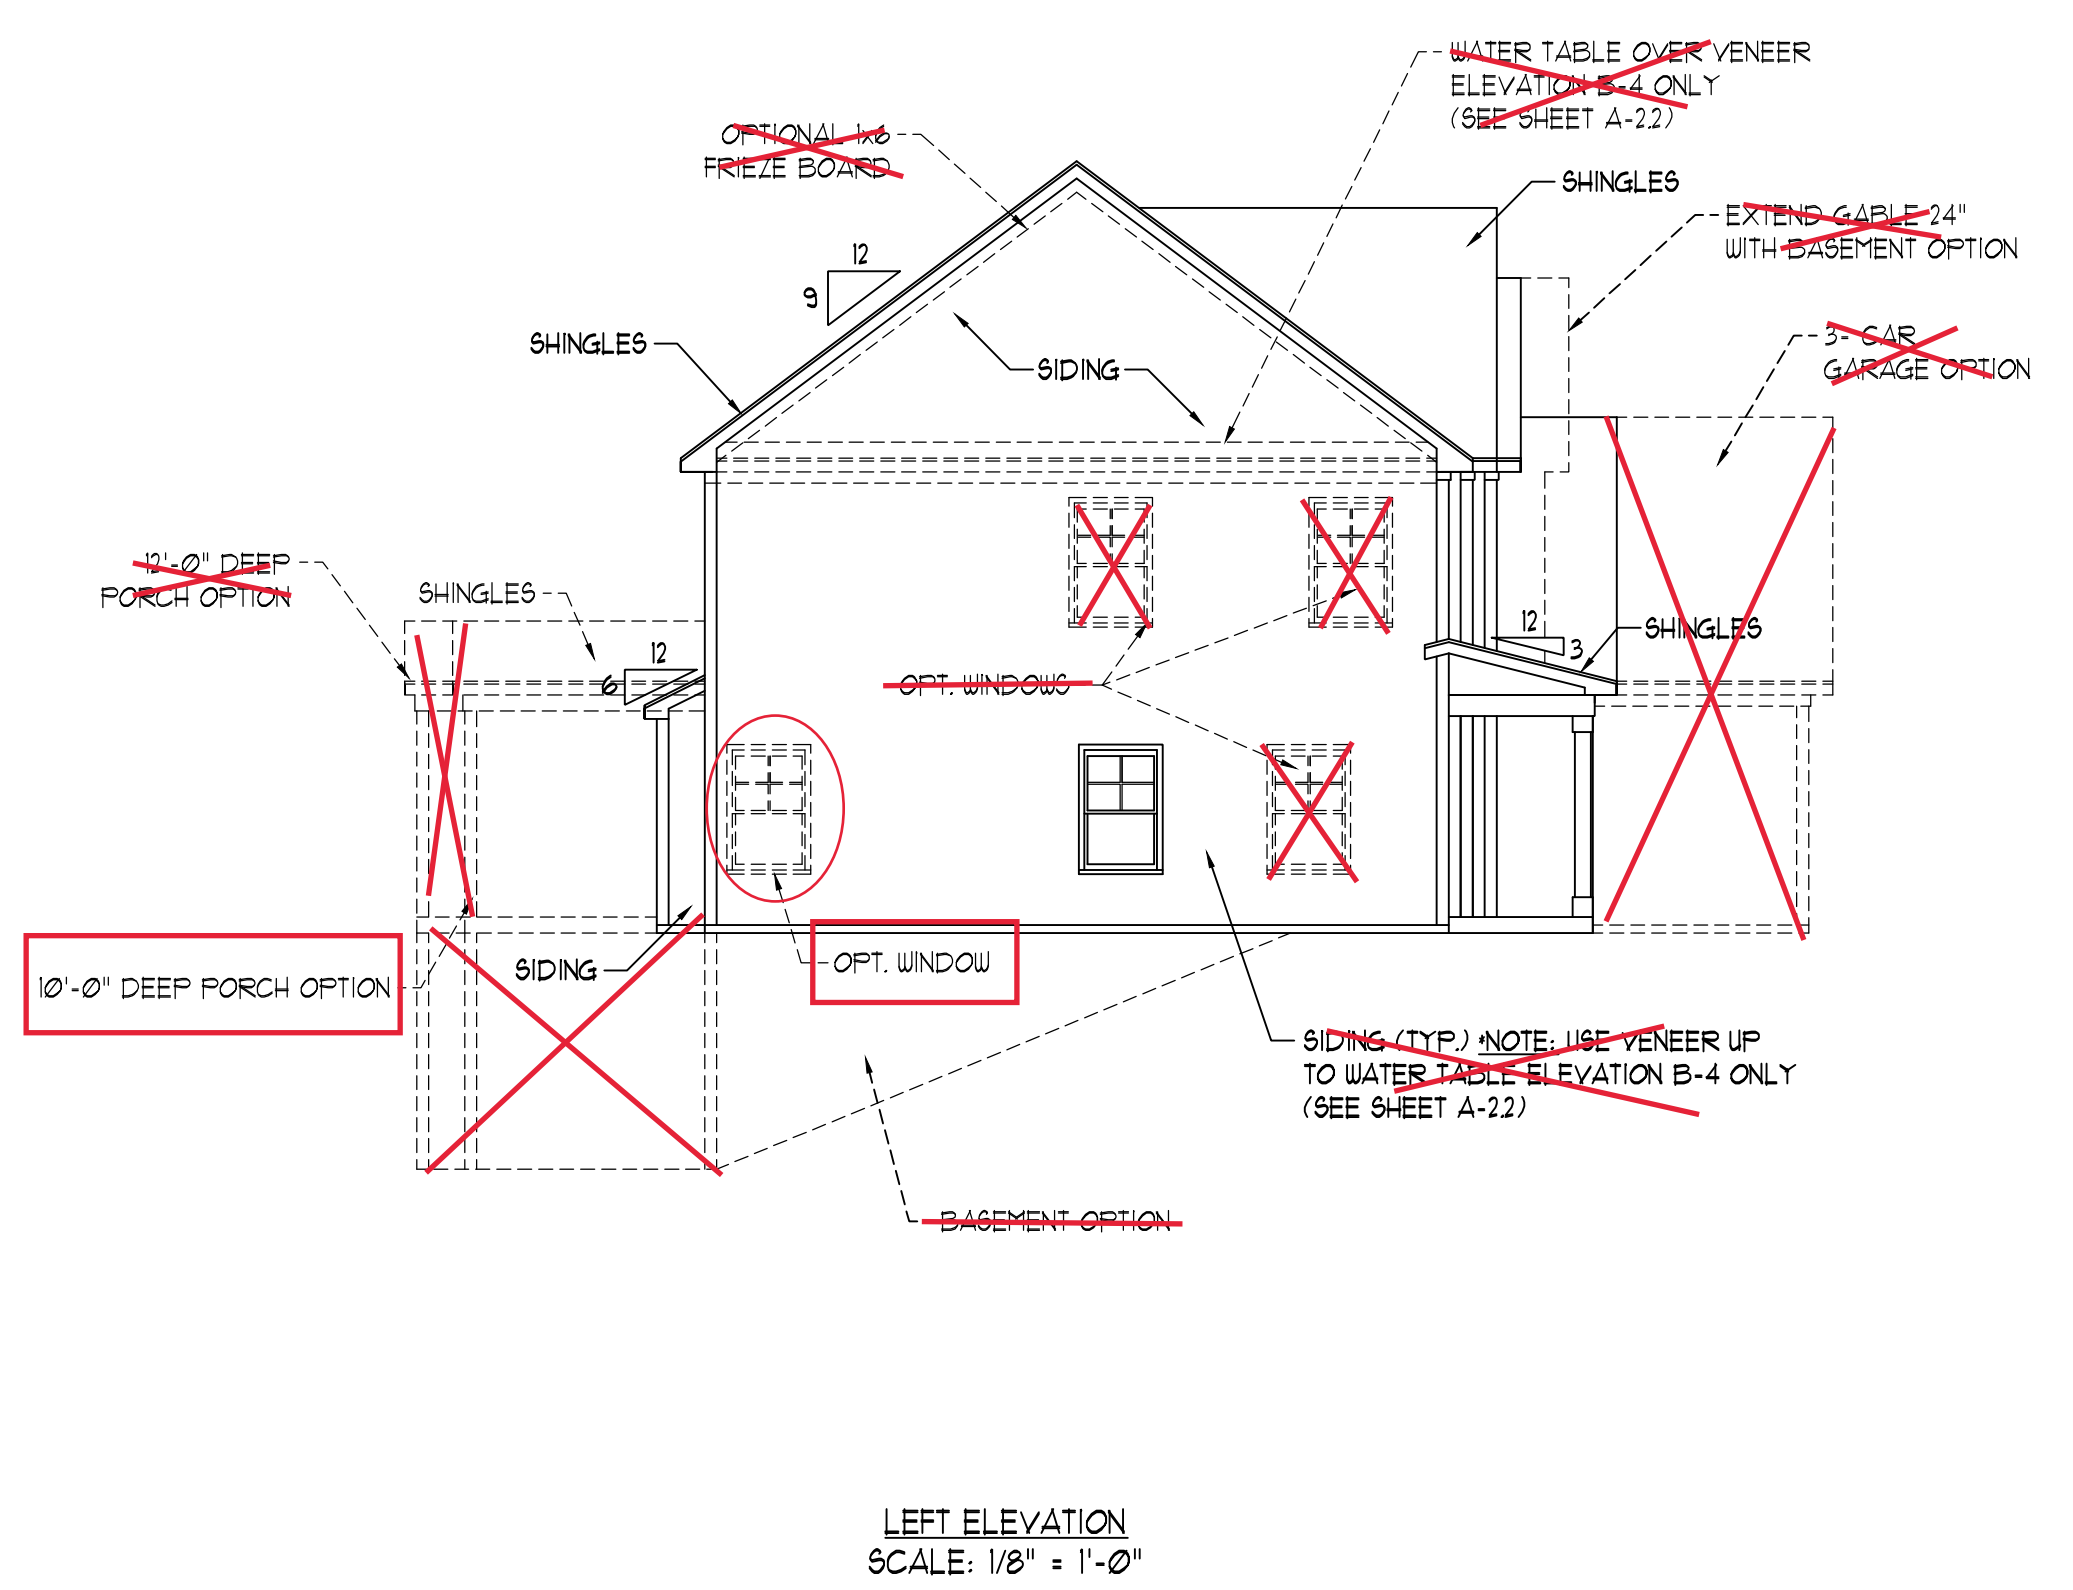 WATER TABLE OVER VENEER
ELEVATION B-4 ONLY
(SEE SHEET A-2.2)
OPTIONAL 1x6
FRIEZE BOARD
SHINGLES
EXTEND GABLE 24"
WITH BASEMENT OPTION
12
9
SHINGLES
3- CAR
GARAGE OPTION
SIDING
12'-0" DEEP
PORCH OPTION
SHINGLES
12
6
12
3
SHINGLES
OPT. WINDOWS
10'-0" DEEP PORCH OPTION
SIDING
OPT. WINDOW
SIDING (TYP.) *NOTE: USE VENEER UP
TO WATER TABLE ELEVATION B-4 ONLY
(SEE SHEET A-2.2)
BASEMENT OPTION
LEFT ELEVATION
SCALE: 1/8" = 1'-0"